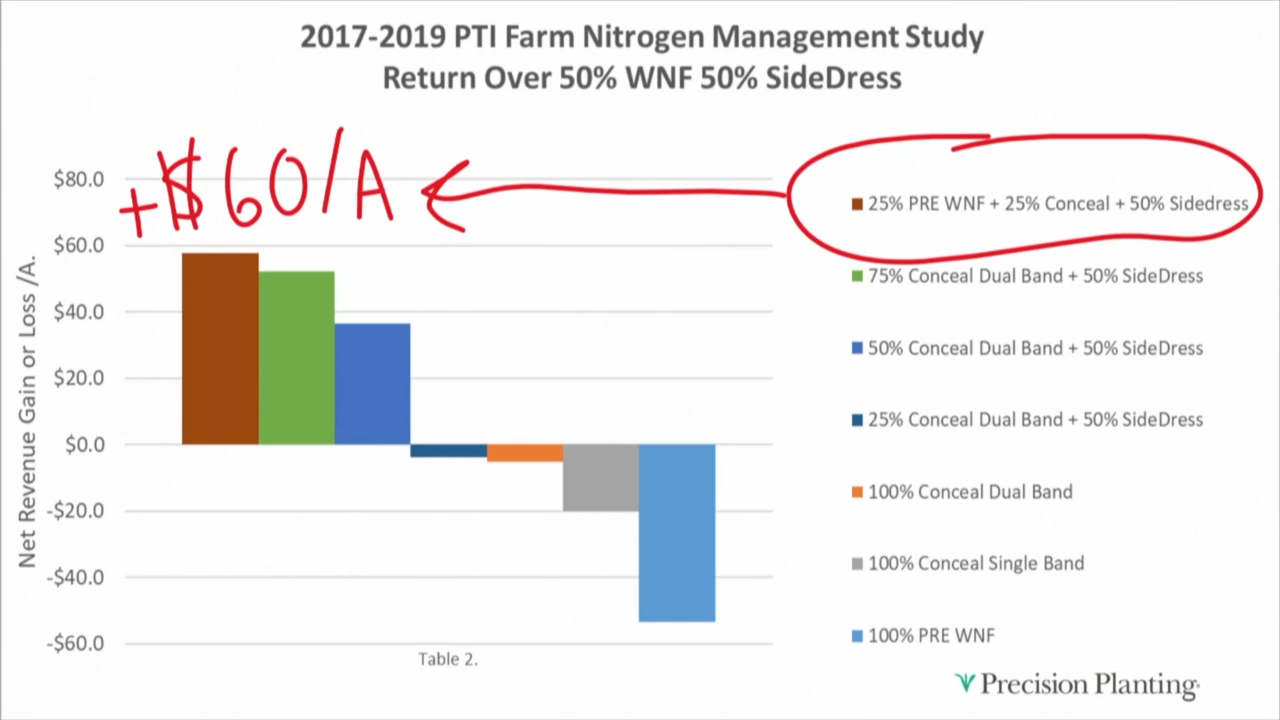 2017-2019 PTI Farm Nitrogen Management Study
Return Over 50% WNF 50% SideDress
+$60/A
Net Revenue Gain or Loss /A.
$80.0
$60.0
$40.0
$20.0
$0.0
-$20.0
-$40.0
-$60.0
25% PRE WNF + 25% Conceal + 50% Sidedress
75% Conceal Dual Band + 50% SideDress
50% Conceal Dual Band + 50% SideDress
25% Conceal Dual Band + 50% SideDress
100% Conceal Dual Band
100% Conceal Single Band
100% PRE WNF
Table 2.
Precision Planting